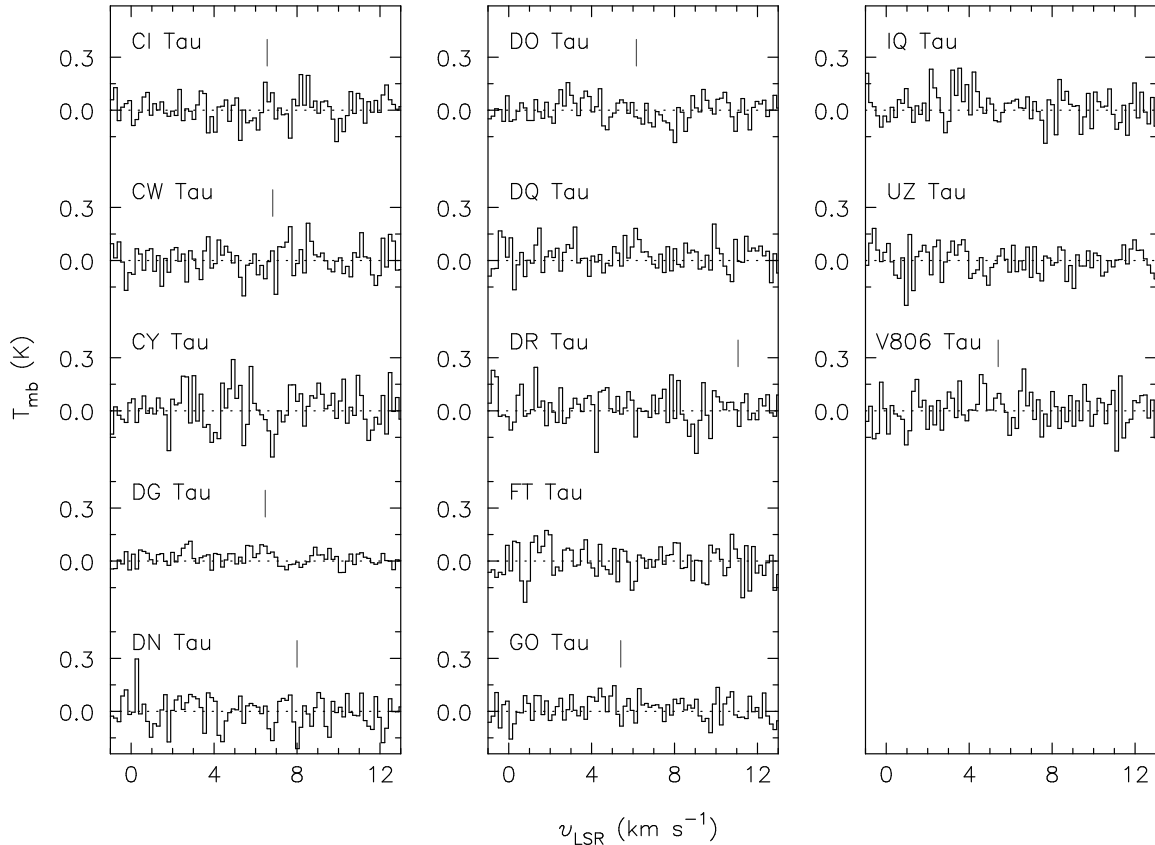 CI Tau
DO Tau
IQ Tau
0.3
0.0
0.3
0.0
0.3
0.0
CW Tau
DQ Tau
UZ Tau
0.3
0.0
0.3
0.0
0.3
0.0
CY Tau
DR Tau
V806 Tau
0.3
0.0
0.3
0.0
0.3
0.0
DG Tau
FT Tau
0.3
0.0
0.3
0.0
DN Tau
GO Tau
0.3
0.0
0.3
0.0
0 4 8 12
0 4 8 12
0 4 8 12
T_mb (K)
υ_LSR (km s⁻¹)